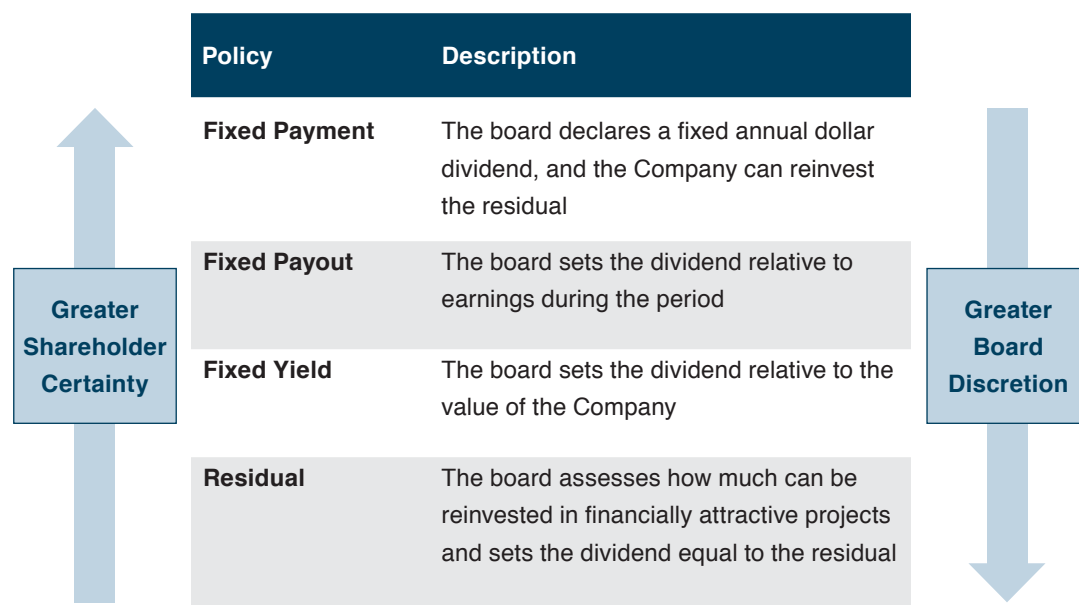 Policy Description
Fixed Payment The board declares a fixed annual dollar
dividend, and the Company can reinvest
the residual
Fixed Payout The board sets the dividend relative to
earnings during the period
Fixed Yield The board sets the dividend relative to the
value of the Company
Residual The board assesses how much can be
reinvested in financially attractive projects
and sets the dividend equal to the residual
Greater
Shareholder
Certainty
Greater
Board
Discretion